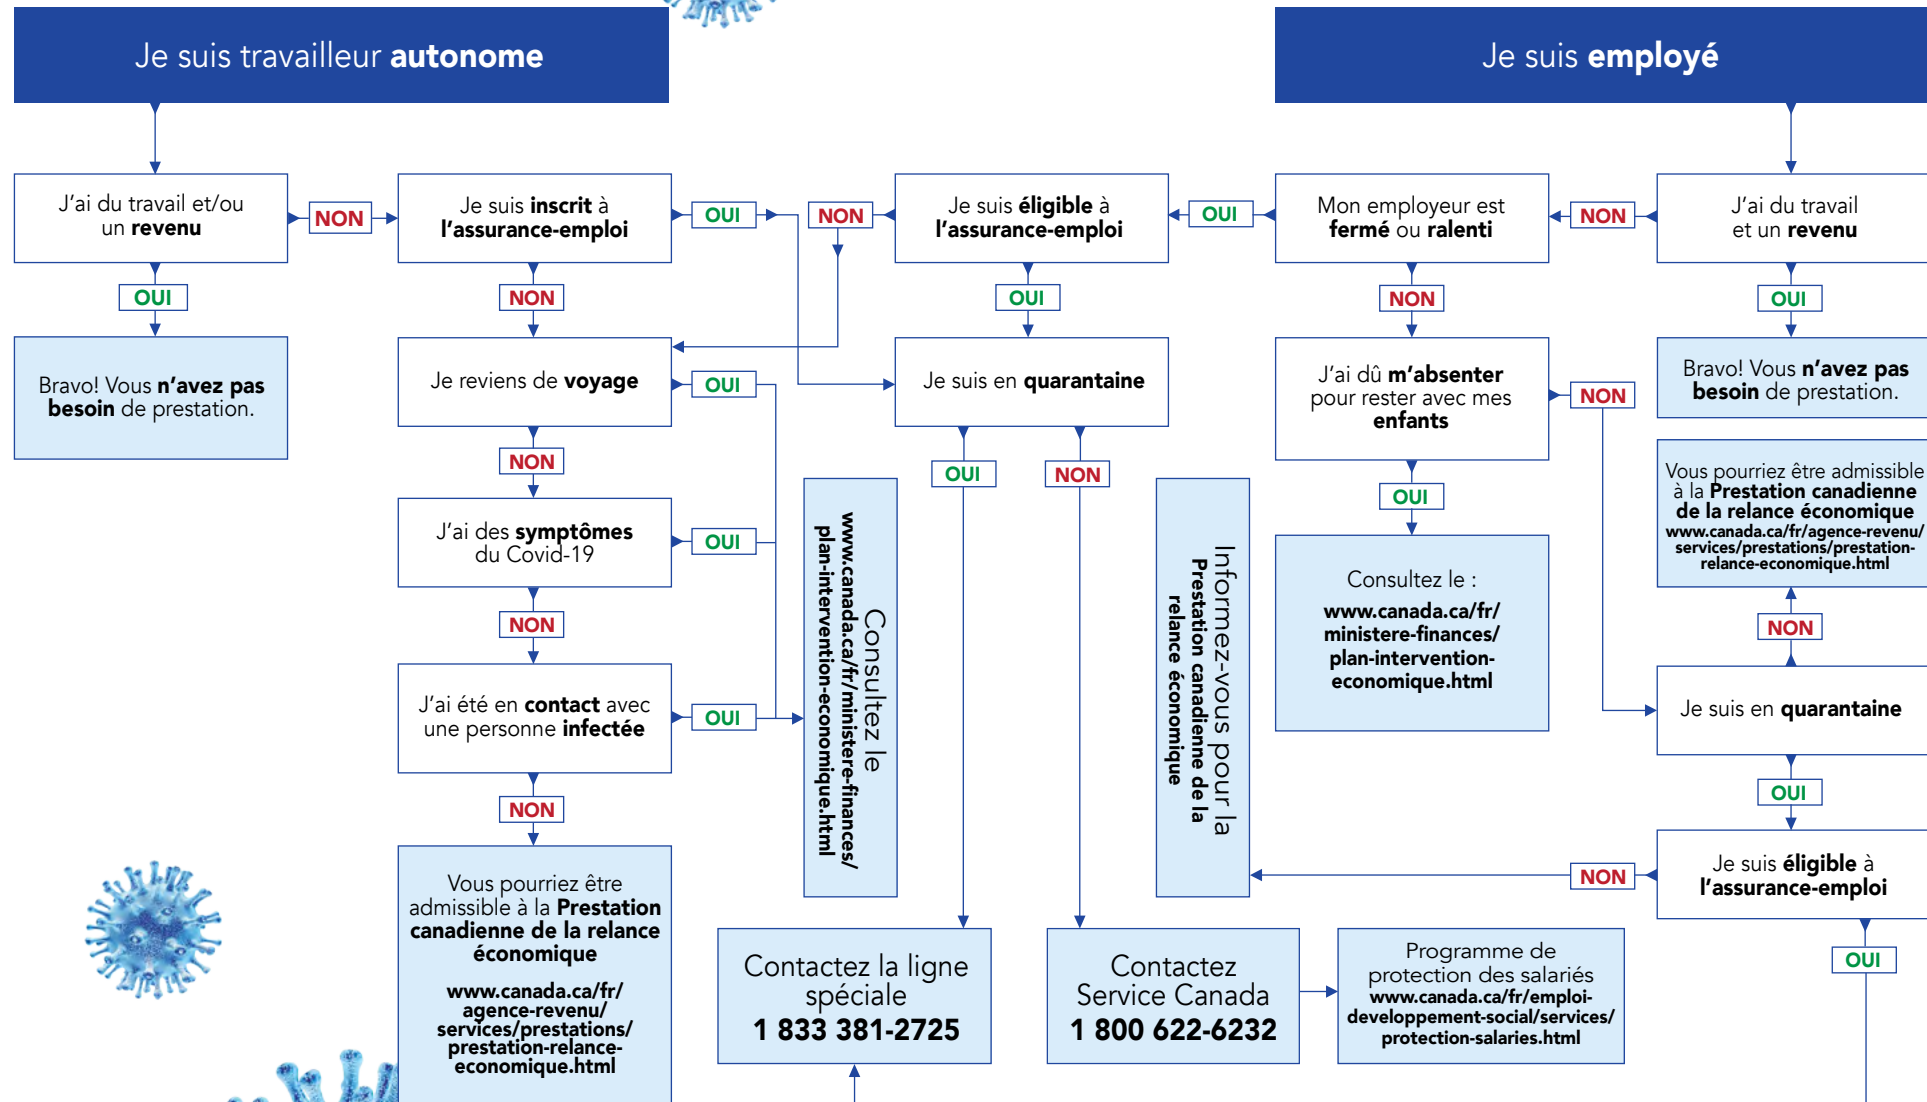 Je suis travailleur autonome
Je suis employé
J'ai du travail et/ou
un revenu
NON
Je suis inscrit à
l'assurance-emploi
OUI
NON
Je suis éligible à
l'assurance-emploi
OUI
Mon employeur est
fermé ou ralenti
NON
J'ai du travail
et un revenu
OUI
NON
OUI
NON
OUI
Bravo! Vous n'avez pas
besoin de prestation.
Je reviens de voyage
OUI
Je suis en quarantaine
J'ai dû m'absenter
pour rester avec mes
enfants
NON
Bravo! Vous n'avez pas
besoin de prestation.
NON
OUI
NON
OUI
Vous pourriez être admissible
à la Prestation canadienne
de la relance économique
www.canada.ca/fr/agence-revenu/
services/prestations/prestation-
relance-economique.html
J'ai des symptômes
du Covid-19
OUI
Consultez le
www.canada.ca/fr/ministere-finances/
plan-intervention-economique.html
Informez-vous pour la
Prestation canadienne de la
relance économique
Consultez le :
www.canada.ca/fr/
ministere-finances/
plan-intervention-
economique.html
NON
NON
J'ai été en contact avec
une personne infectée
OUI
Je suis en quarantaine
NON
OUI
Vous pourriez être
admissible à la Prestation
canadienne de la relance
économique
www.canada.ca/fr/
agence-revenu/
services/prestations/
prestation-relance-
economique.html
NON
Je suis éligible à
l'assurance-emploi
OUI
Contactez la ligne
spéciale
1 833 381-2725
Contactez
Service Canada
1 800 622-6232
Programme de
protection des salariés
www.canada.ca/fr/emploi-
developpement-social/services/
protection-salaries.html